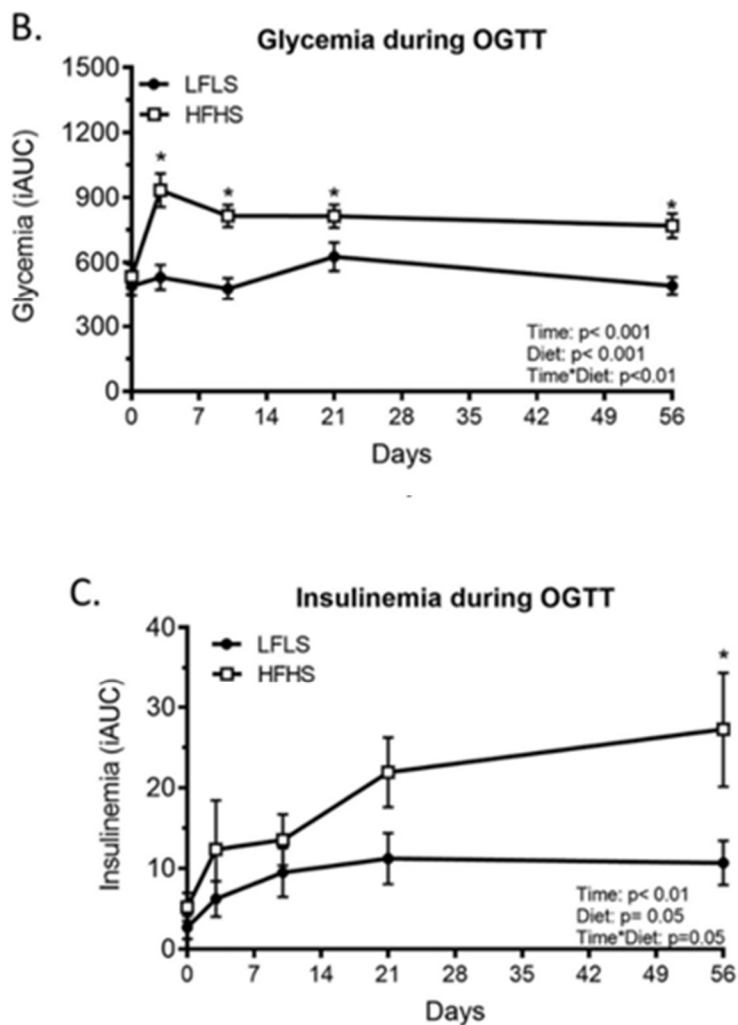 B.
Glycemia during OGTT
LFLS
HFHS
Glycemia (iAUC)
1500
1200
900
600
300
0
*
*
*
*
Time: p< 0.001
Diet: p< 0.001
Time*Diet: p<0.01
0 7 14 21 28 35 42 49 56
Days
-
C.
Insulinemia during OGTT
LFLS
HFHS
Insulinemia (iAUC)
40
30
20
10
0
*
Time: p< 0.01
Diet: p= 0.05
Time*Diet: p=0.05
0 7 14 21 28 35 42 49 56
Days